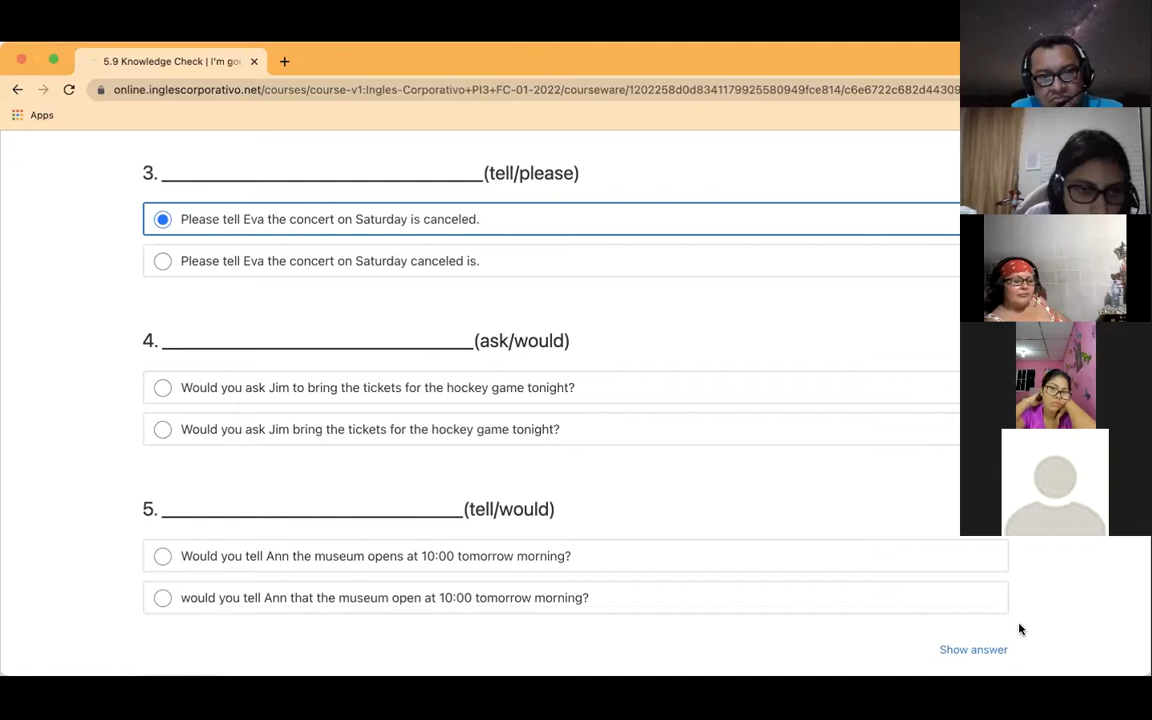 5.9 Knowledge Check | I'm goi
online.inglescorporativo.net/courses/course-v1:Ingles-Corporativo+PI3+FC-01-2022/courseware/1202258d0d8341179925580949fce814/c6e6722c682d44309
Apps
3. ______________________________(tell/please)
Please tell Eva the concert on Saturday is canceled.
Please tell Eva the concert on Saturday canceled is.
4. _____________________________(ask/would)
Would you ask Jim to bring the tickets for the hockey game tonight?
Would you ask Jim bring the tickets for the hockey game tonight?
5. ____________________________(tell/would)
Would you tell Ann the museum opens at 10:00 tomorrow morning?
would you tell Ann that the museum open at 10:00 tomorrow morning?
Show answer